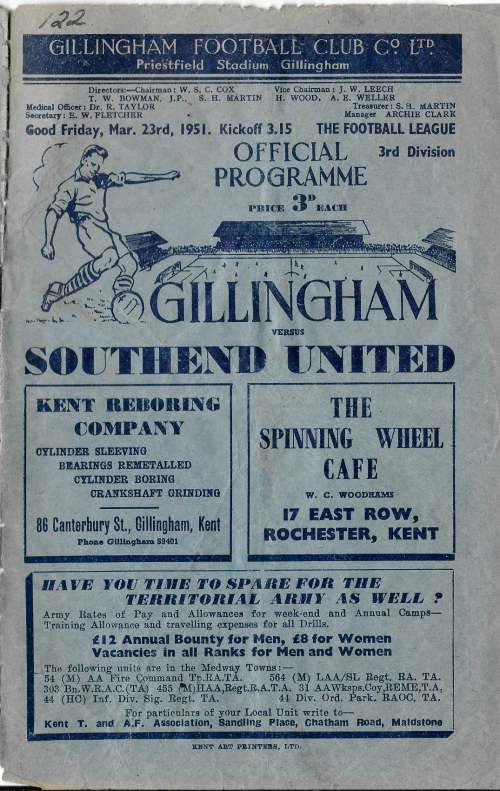 122
GILLINGHAM FOOTBALL CLUB Co LTD.
Priestfield Stadium Gillingham
Directors:—Chairman: W. S. C. COX Vice Chairman: J. W. LEECH
T. W. BOWMAN, J.P., S. H. MARTIN H. WOOD, A. E. WELLER
Medical Officer: Dr. R. TAYLOR Treasurer: S. H. MARTIN
Secretary: E. W. FLETCHER Manager ARCHIE CLARK
Good Friday, Mar. 23rd, 1951. Kickoff 3.15 THE FOOTBALL LEAGUE
OFFICIAL 3rd Division
PROGRAMME
PRICE 3D EACH
GILLINGHAM
VERSUS
SOUTHEND UNITED
KENT REBORING
COMPANY
CYLINDER SLEEVING
BEARINGS REMETALLED
CYLINDER BORING
CRANKSHAFT GRINDING
86 Canterbury St., Gillingham, Kent
Phone Gillingham 59401
THE
SPINNING WHEEL
CAFE
W. C. WOODHAMS
17 EAST ROW,
ROCHESTER, KENT
HAVE YOU TIME TO SPARE FOR THE
TERRITORIAL ARMY AS WELL ?
Army Rates of Pay and Allowances for week-end and Annual Camps—
Training Allowance and travelling expenses for all Drills.
£12 Annual Bounty for Men, £8 for Women
Vacancies in all Ranks for Men and Women
The following units are in the Medway Towns:—
54 (M) AA Fire Command Tp.RA.TA. 564 (M) LAA/SL Regt, RA. TA.
303 Bn.W.R.A.C.(TA) 455 (M)HAA,Regt,R.A.T.A. 31 AAWksps,Coy,REME,T.A,
44 (HC) Inf. Div, Sig. Regt. TA. 44 Div. Ord. Park. RAOC. TA.
For particulars of your Local Unit write to—
Kent T. and A.F. Association, Sandling Place, Chatham Road, Maidstone
KENT ART PRINTERS, LTD.